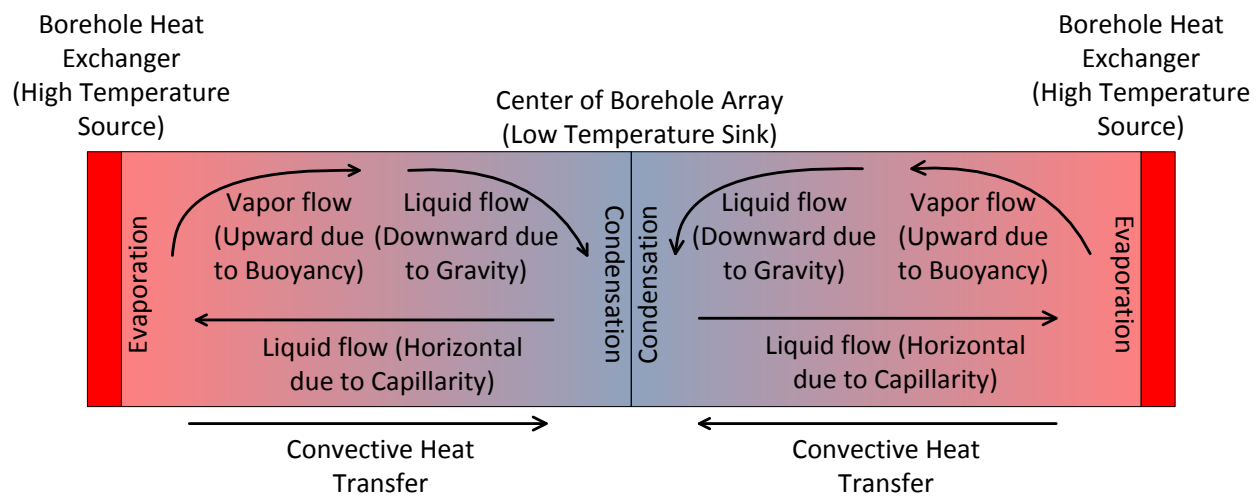 Borehole Heat
Exchanger
(High Temperature
Source)
Center of Borehole Array
(Low Temperature Sink)
Borehole Heat
Exchanger
(High Temperature
Source)
Evaporation
Vapor flow
(Upward due
to Buoyancy)
Liquid flow
(Downward due
to Gravity)
Condensation
Condensation
Liquid flow
(Downward due
to Gravity)
Vapor flow
(Upward due
to Buoyancy)
Evaporation
Liquid flow (Horizontal
due to Capillarity)
Liquid flow (Horizontal
due to Capillarity)
Convective Heat
Transfer
Convective Heat
Transfer